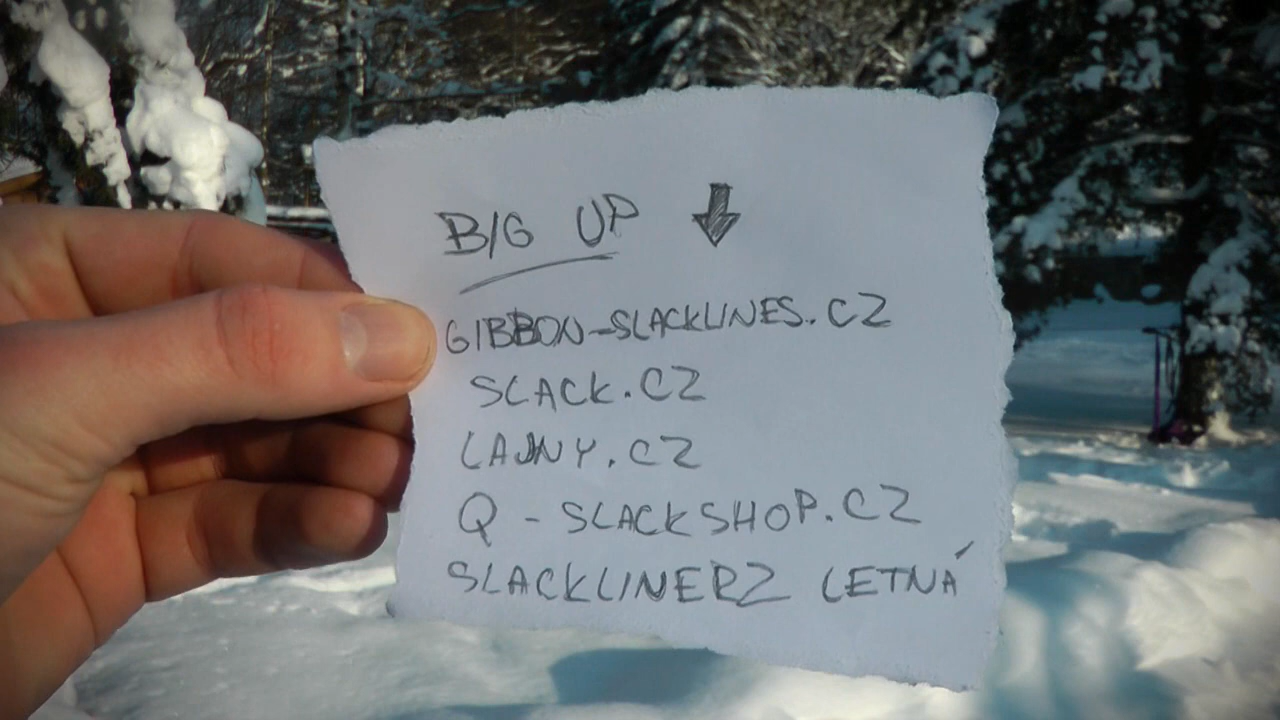 BIG UP
GIBBON-SLACKLINES.CZ
SLACK.CZ
LAJNY.CZ
Q - SLACKSHOP.CZ
SLACKLINERZ LETNÁ